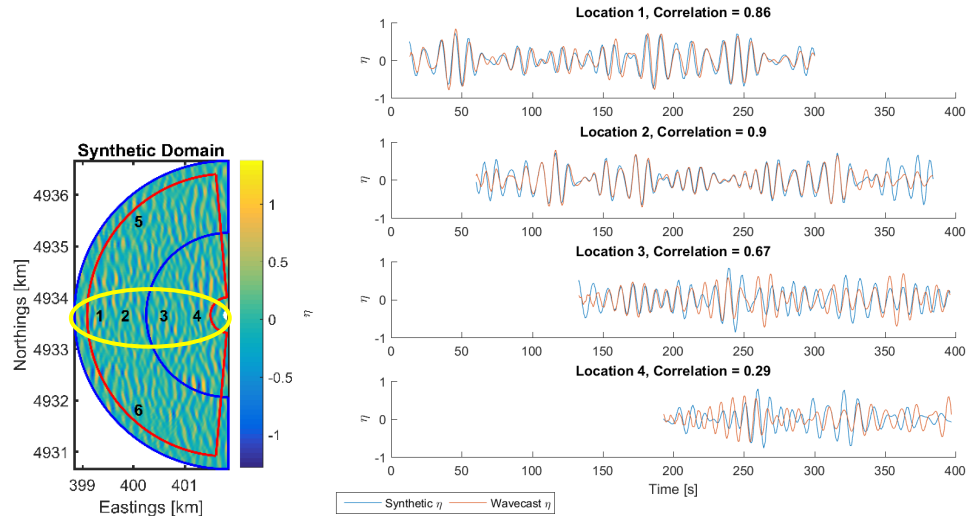 Synthetic Domain
4936
4935
4934
4933
4932
4931
Northings [km]
399
400
401
Eastings [km]
1
2
3
4
5
6
1
0.5
0
-0.5
-1
η
Location 1, Correlation = 0.86
1
0
-1
η
0 50 100 150 200 250 300 350 400
Location 2, Correlation = 0.9
1
0
-1
η
0 50 100 150 200 250 300 350 400
Location 3, Correlation = 0.67
1
0
-1
η
0 50 100 150 200 250 300 350 400
Location 4, Correlation = 0.29
1
0
-1
η
0 50 100 150 200 250 300 350 400
Time [s]
Synthetic η Wavecast η